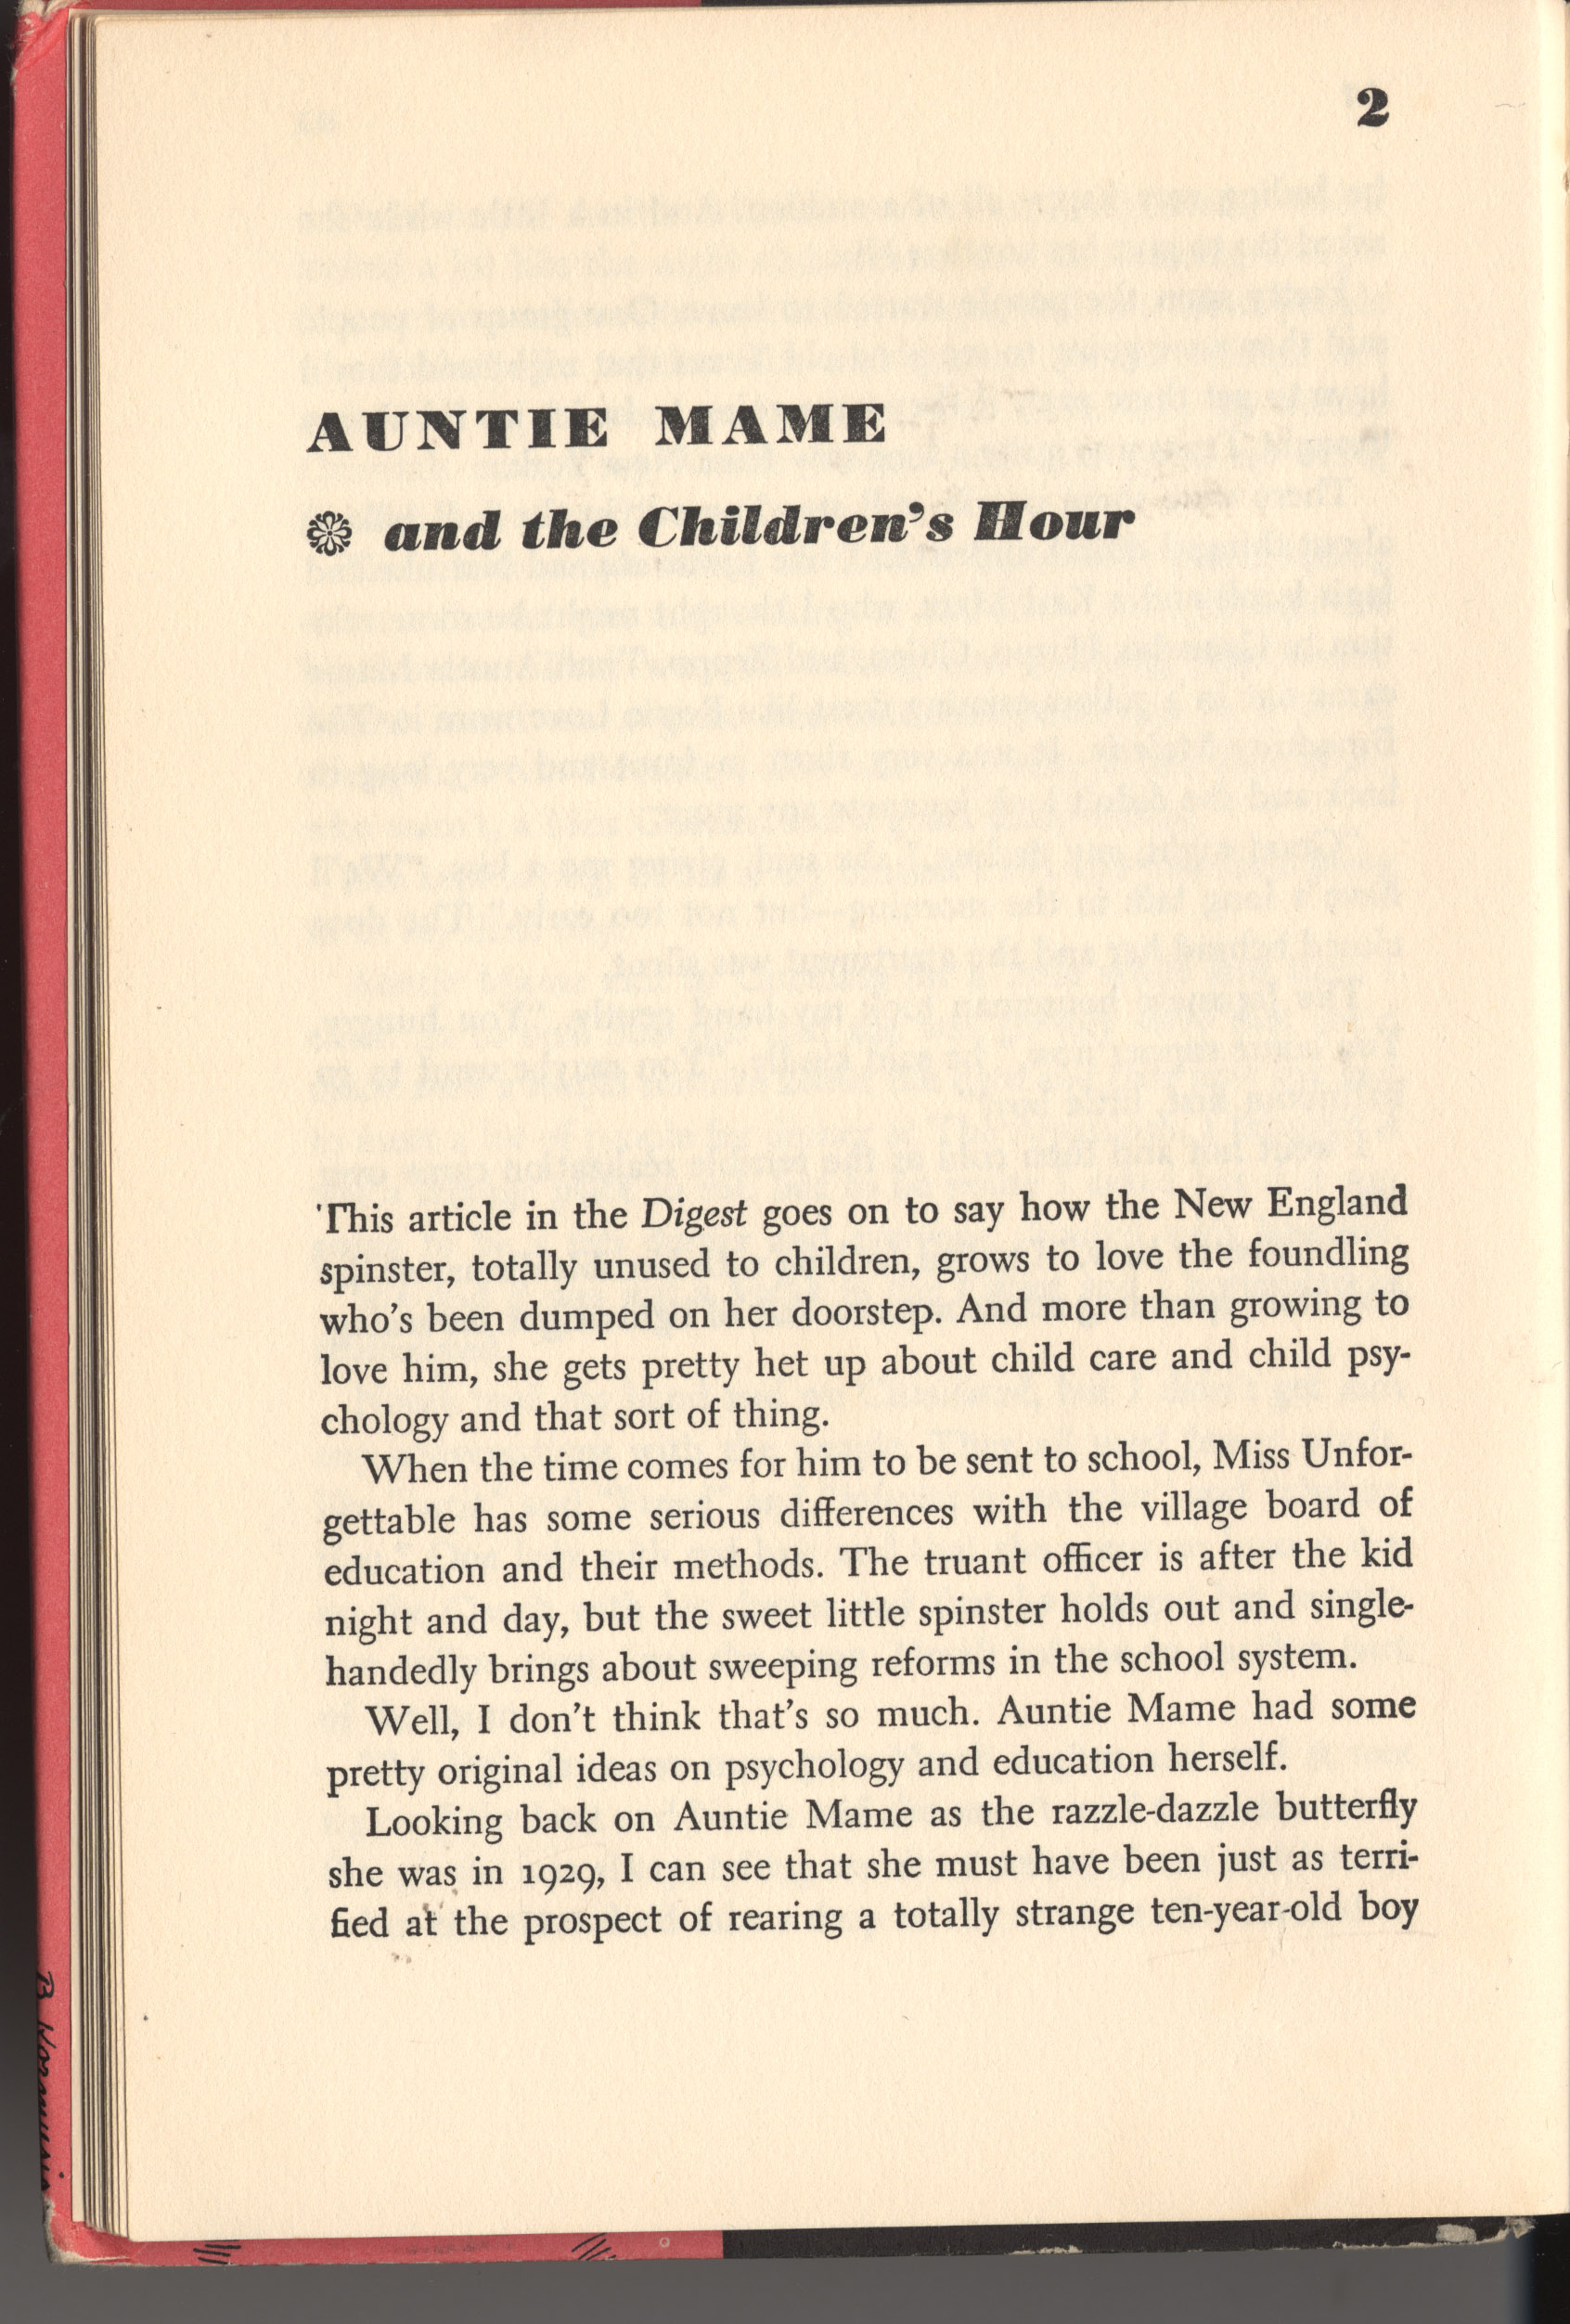 2
AUNTIE MAME
and the Children's Hour
This article in the Digest goes on to say how the New England
spinster, totally unused to children, grows to love the foundling
who's been dumped on her doorstep. And more than growing to
love him, she gets pretty het up about child care and child psy-
chology and that sort of thing.
When the time comes for him to be sent to school, Miss Unfor-
gettable has some serious differences with the village board of
education and their methods. The truant officer is after the kid
night and day, but the sweet little spinster holds out and single-
handedly brings about sweeping reforms in the school system.
Well, I don't think that's so much. Auntie Mame had some
pretty original ideas on psychology and education herself.
Looking back on Auntie Mame as the razzle-dazzle butterfly
she was in 1929, I can see that she must have been just as terri-
fied at the prospect of rearing a totally strange ten-year-old boy